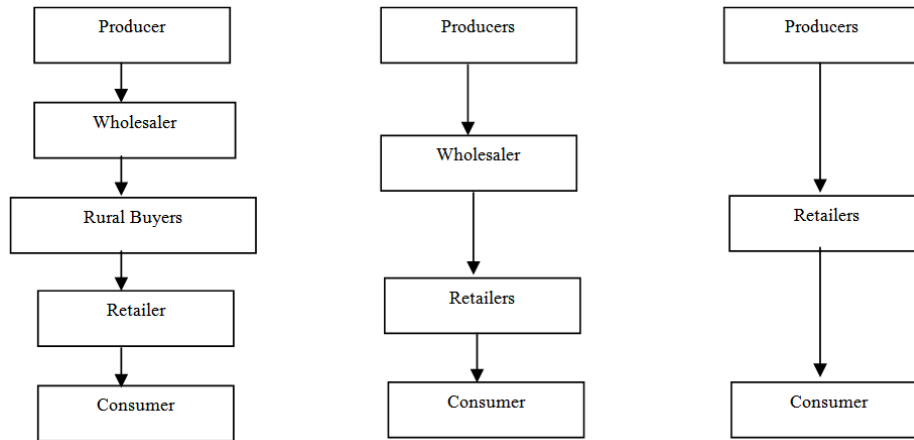 Producer
Wholesaler
Rural Buyers
Retailer
Consumer
Producers
Wholesaler
Retailers
Consumer
Producers
Retailers
Consumer